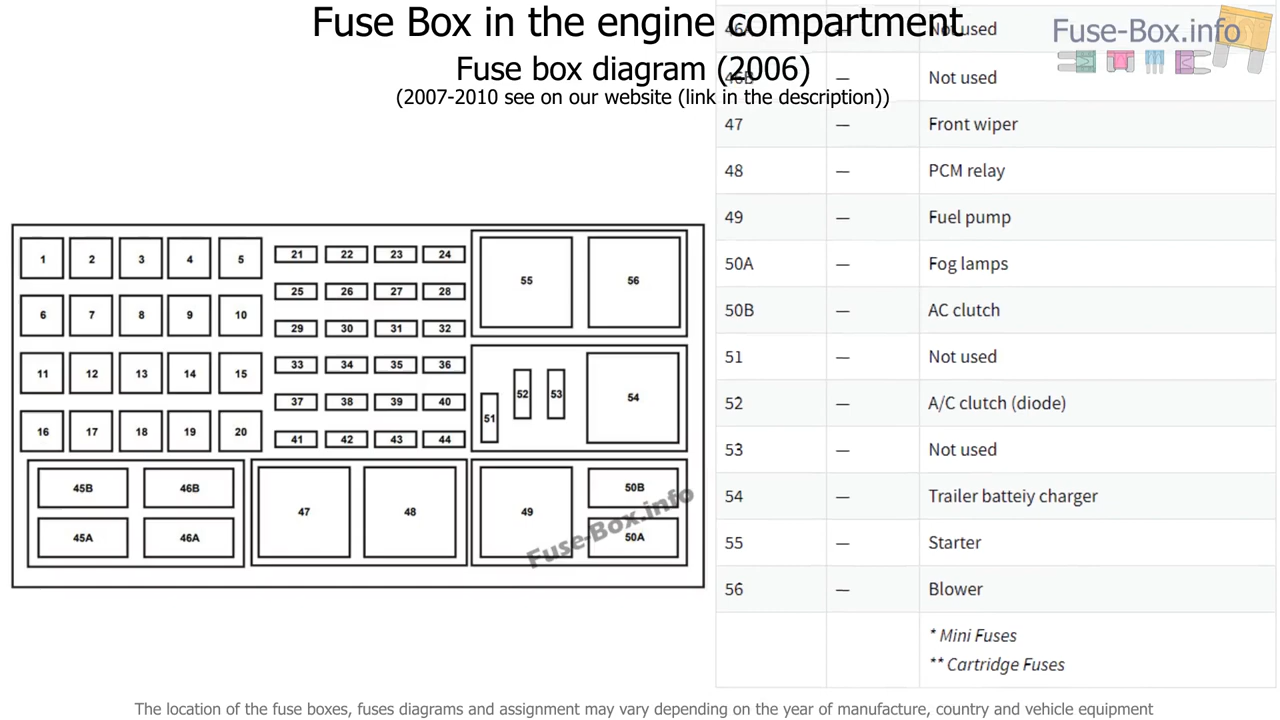 Fuse Box in the engine compartment
Fuse box diagram (2006)
(2007-2010 see on our website (link in the description))
Fuse-Box.info
46A — Not used
46B — Not used
47 — Front wiper
48 — PCM relay
49 — Fuel pump
50A — Fog lamps
50B — AC clutch
51 — Not used
52 — A/C clutch (diode)
53 — Not used
54 — Trailer batteiy charger
55 — Starter
56 — Blower
* Mini Fuses
** Cartridge Fuses
1 2 3 4 5 21 22 23 24 55 56
25 26 27 28
6 7 8 9 10 29 30 31 32
11 12 13 14 15 33 34 35 36
37 38 39 40 51 52 53 54
16 17 18 19 20 41 42 43 44
45B 46B 47 48 49 50B
45A 46A 50A
Fuse-Box.info
The location of the fuse boxes, fuses diagrams and assignment may vary depending on the year of manufacture, country and vehicle equipment